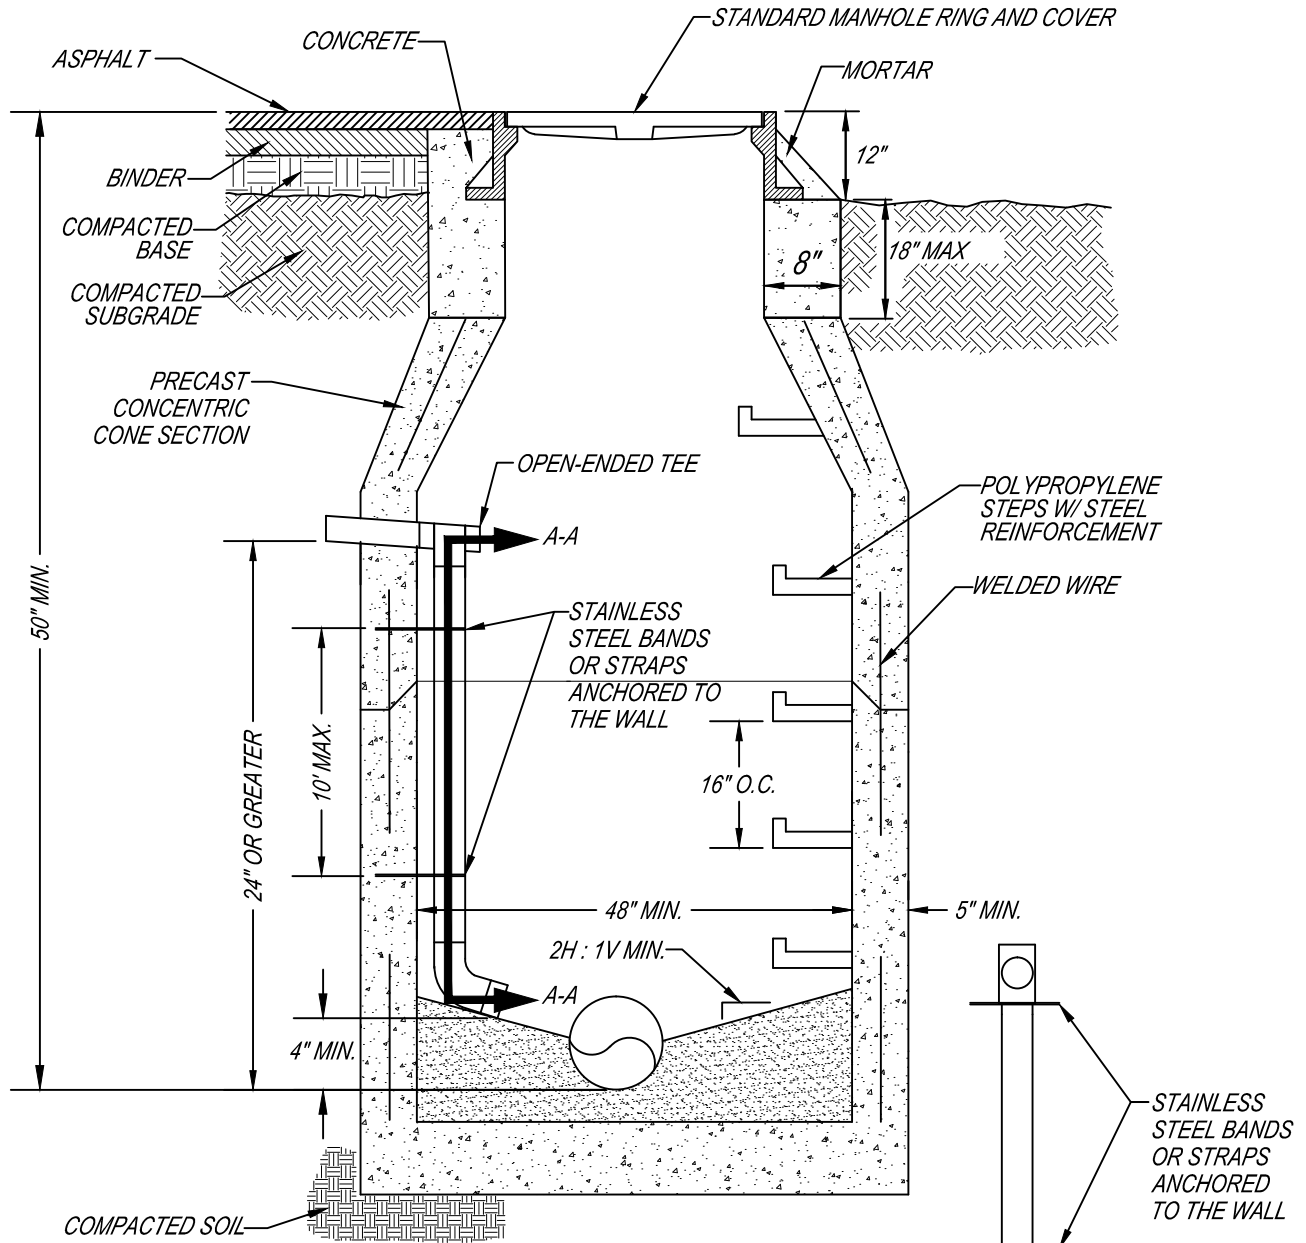 STANDARD MANHOLE RING AND COVER
CONCRETE
ASPHALT
MORTAR
12"
BINDER
COMPACTED
BASE
COMPACTED
SUBGRADE
8"
18" MAX
PRECAST
CONCENTRIC
CONE SECTION
OPEN-ENDED TEE
A-A
POLYPROPYLENE
STEPS W/ STEEL
REINFORCEMENT
WELDED WIRE
50" MIN.
STAINLESS
STEEL BANDS
OR STRAPS
ANCHORED TO
THE WALL
24" OR GREATER
10' MAX.
16" O.C.
48" MIN.
5" MIN.
2H : 1V MIN.
A-A
4" MIN.
STAINLESS
STEEL BANDS
OR STRAPS
ANCHORED
TO THE WALL
COMPACTED SOIL